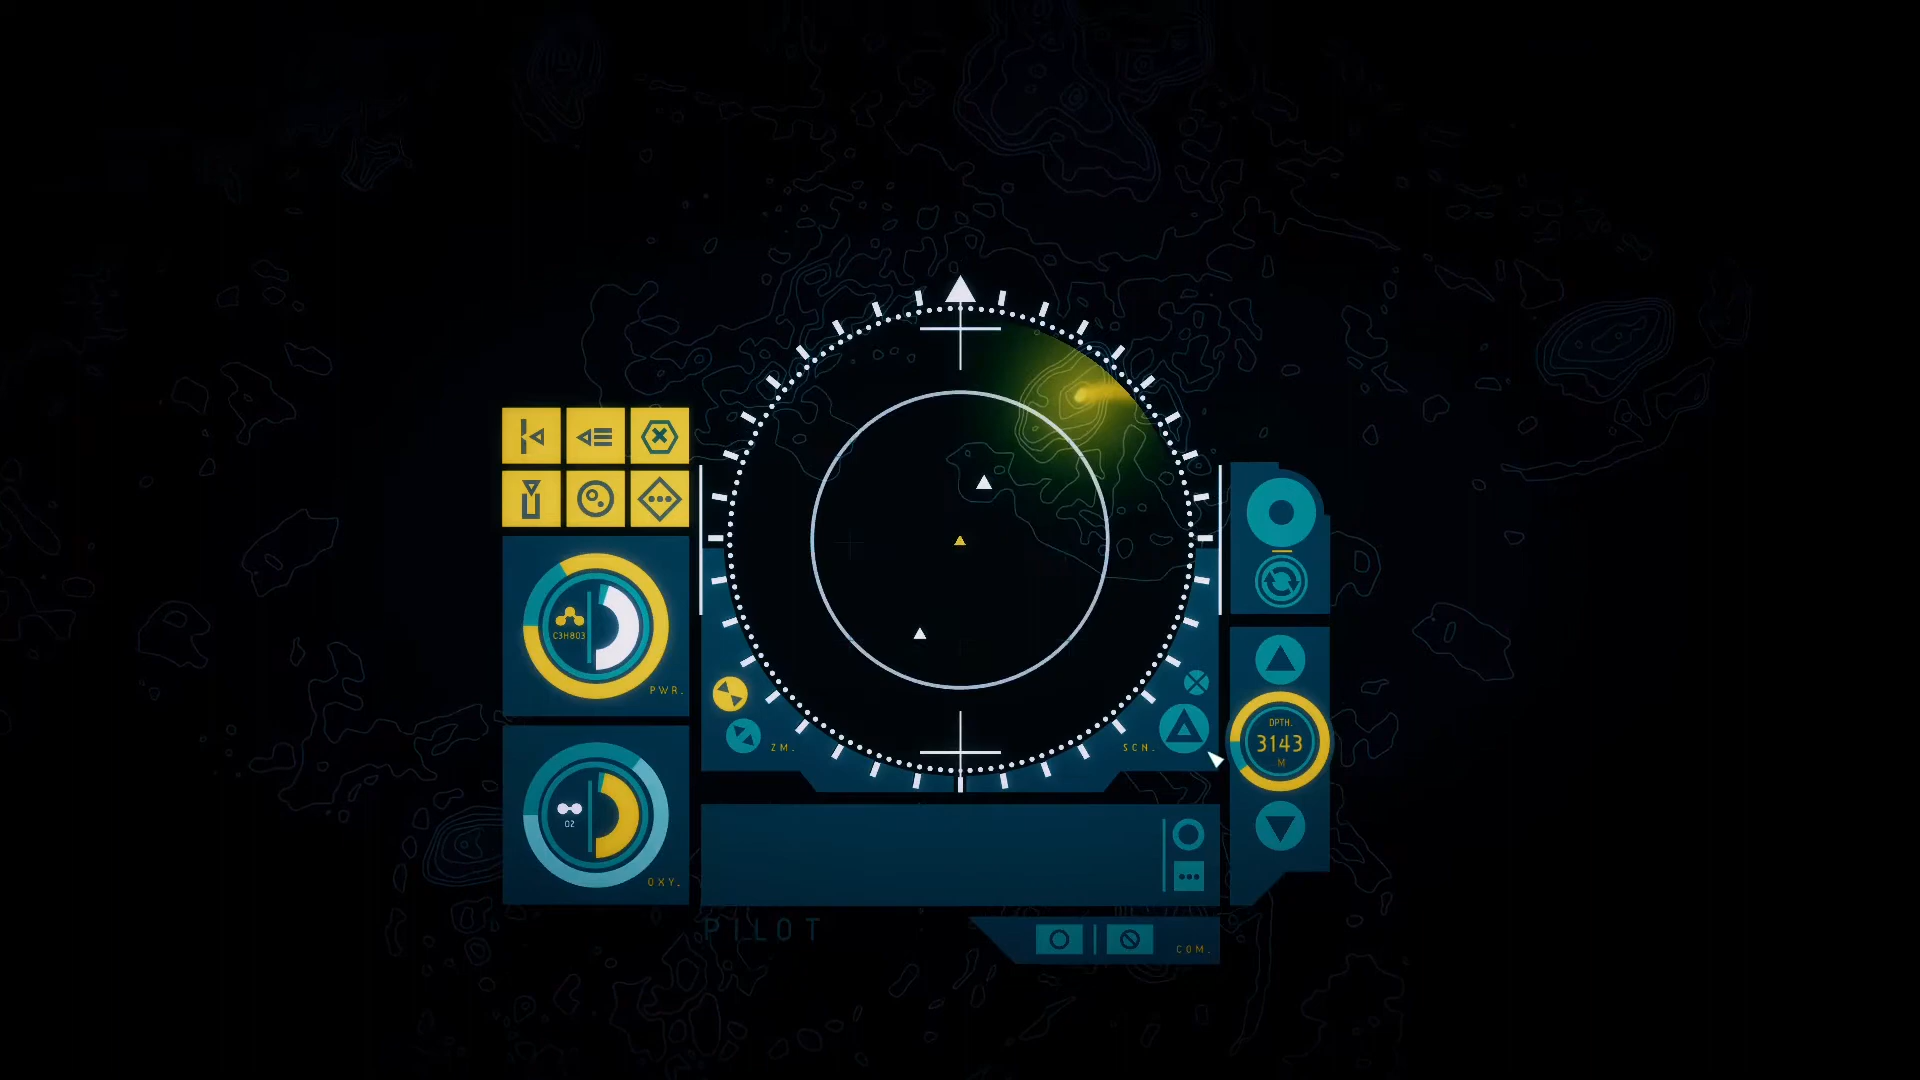 C3H8O3
PWR.
O2
OXY.
ZM.
SCN.
DPTH.
3143
M
PILOT
COM.